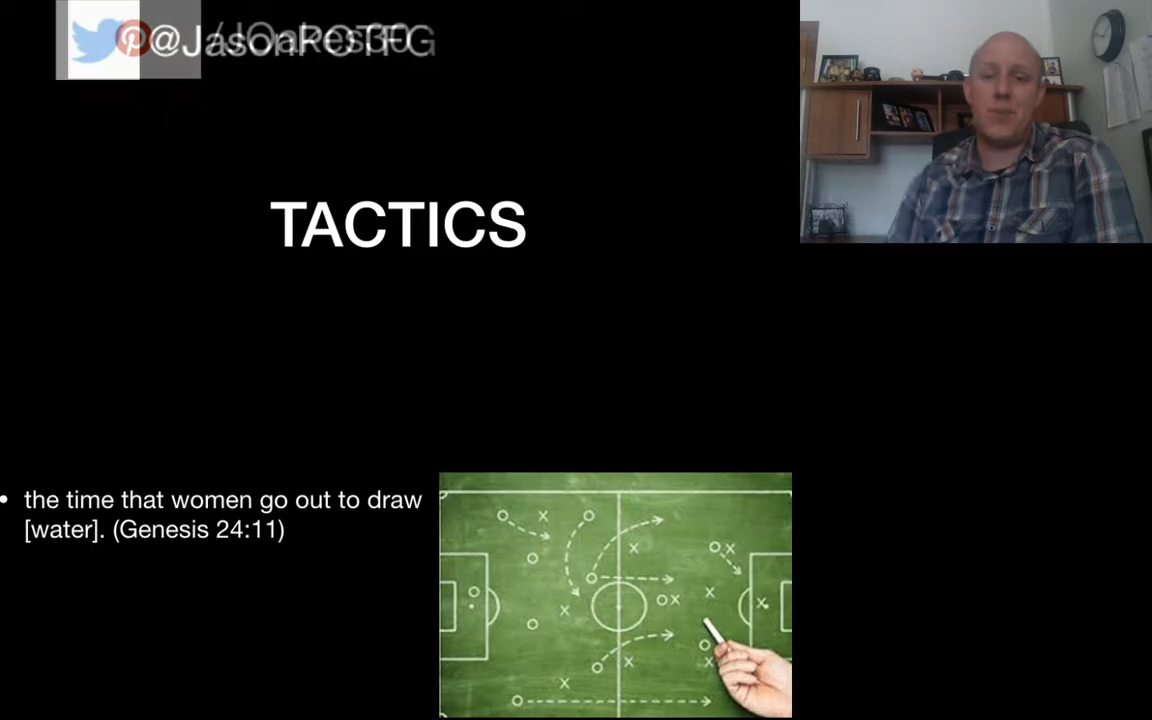 TACTICS
• the time that women go out to draw
[water]. (Genesis 24:11)